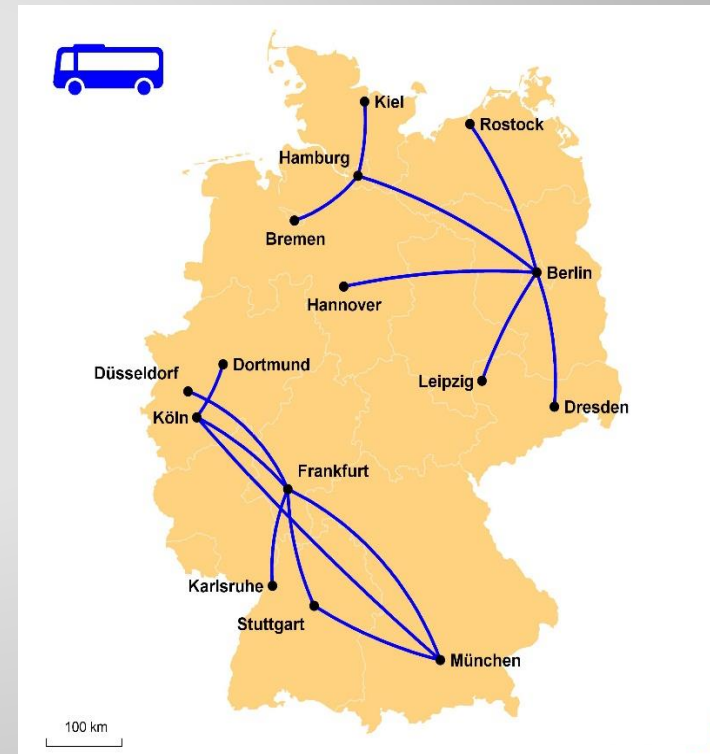 Kiel
Rostock
Hamburg
Bremen
Berlin
Hannover
Dortmund
Düsseldorf
Leipzig
Köln
Dresden
Frankfurt
Karlsruhe
Stuttgart
München
100 km